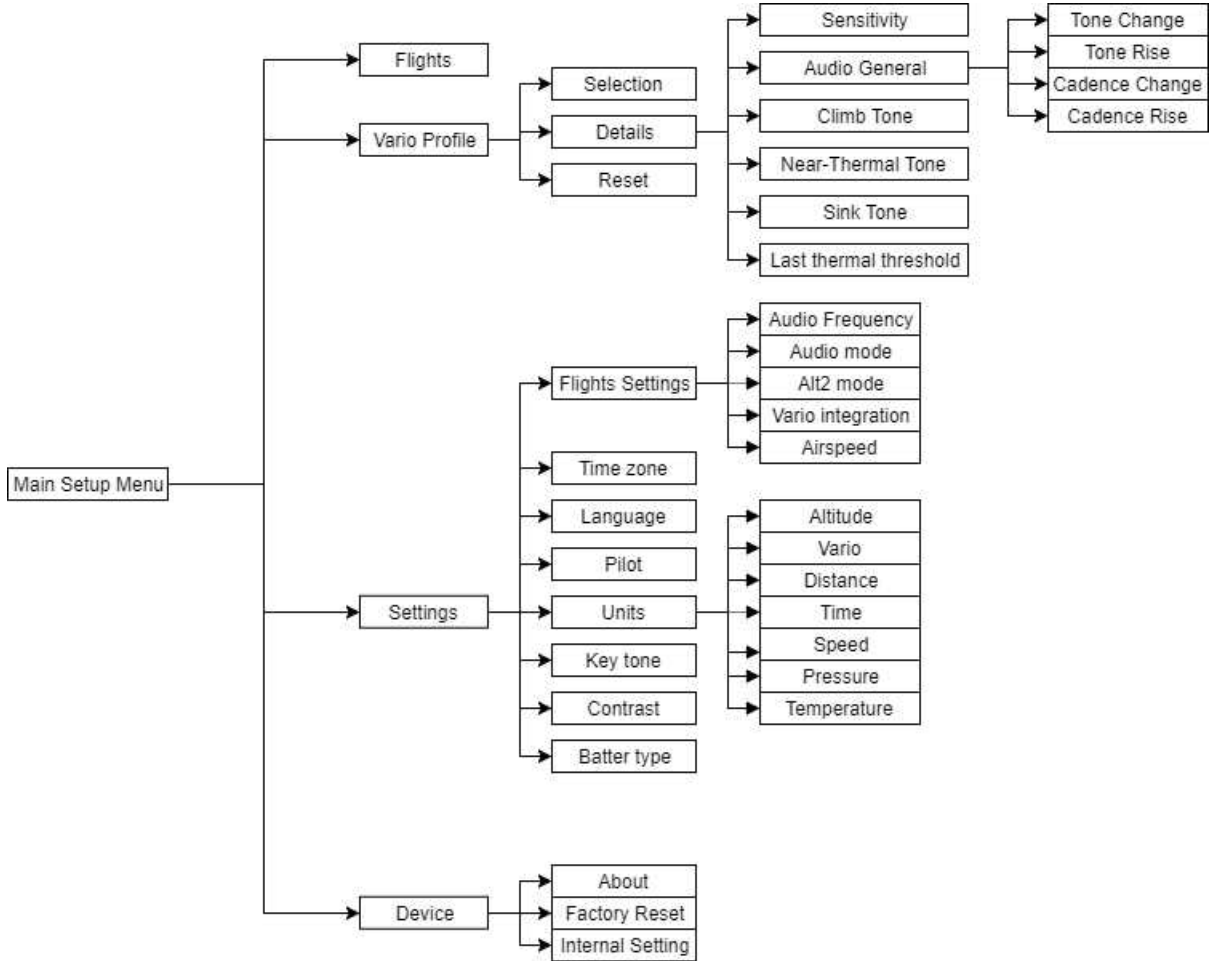 Main Setup Menu
Flights
Vario Profile
Selection
Details
Sensitivity
Audio General
Tone Change
Tone Rise
Cadence Change
Cadence Rise
Climb Tone
Near-Thermal Tone
Sink Tone
Last thermal threshold
Reset
Settings
Flights Settings
Audio Frequency
Audio mode
Alt2 mode
Vario integration
Airspeed
Time zone
Language
Pilot
Units
Altitude
Vario
Distance
Time
Speed
Pressure
Temperature
Key tone
Contrast
Batter type
Device
About
Factory Reset
Internal Setting